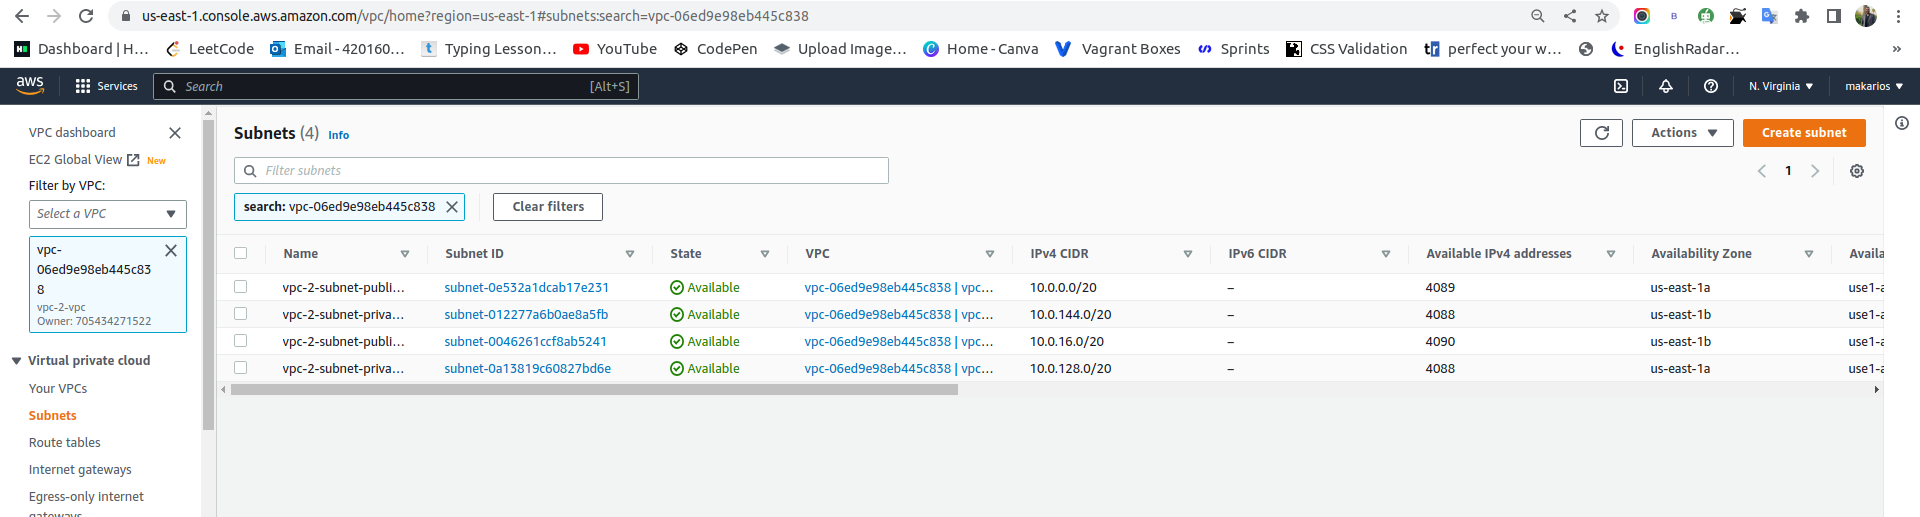 us-east-1.console.aws.amazon.com/vpc/home?region=us-east-1#subnets:search=vpc-06ed9e98eb445c838
Dashboard | H... LeetCode Email - 420160... Typing Lesson... YouTube CodePen Upload Image... Home - Canva Vagrant Boxes Sprints CSS Validation perfect your w... EnglishRadar... »
aws Services Search [Alt+S] N. Virginia makarios
VPC dashboard
EC2 Global View New
Filter by VPC:
Select a VPC
vpc-
06ed9e98eb445c83
8
vpc-2-vpc
Owner: 705434271522
Virtual private cloud
Your VPCs
Subnets
Route tables
Internet gateways
Egress-only internet
gateways
Subnets (4) Info
Actions Create subnet
Filter subnets
1
search: vpc-06ed9e98eb445c838 Clear filters
Name Subnet ID State VPC IPv4 CIDR IPv6 CIDR Available IPv4 addresses Availability Zone Availa
vpc-2-subnet-publi... subnet-0e532a1dcab17e231 Available vpc-06ed9e98eb445c838 | vpc... 10.0.0.0/20 – 4089 us-east-1a use1-a
vpc-2-subnet-priva... subnet-012277a6b0ae8a5fb Available vpc-06ed9e98eb445c838 | vpc... 10.0.144.0/20 – 4088 us-east-1b use1-a
vpc-2-subnet-publi... subnet-0046261ccf8ab5241 Available vpc-06ed9e98eb445c838 | vpc... 10.0.16.0/20 – 4090 us-east-1b use1-a
vpc-2-subnet-priva... subnet-0a13819c60827bd6e Available vpc-06ed9e98eb445c838 | vpc... 10.0.128.0/20 – 4088 us-east-1a use1-a